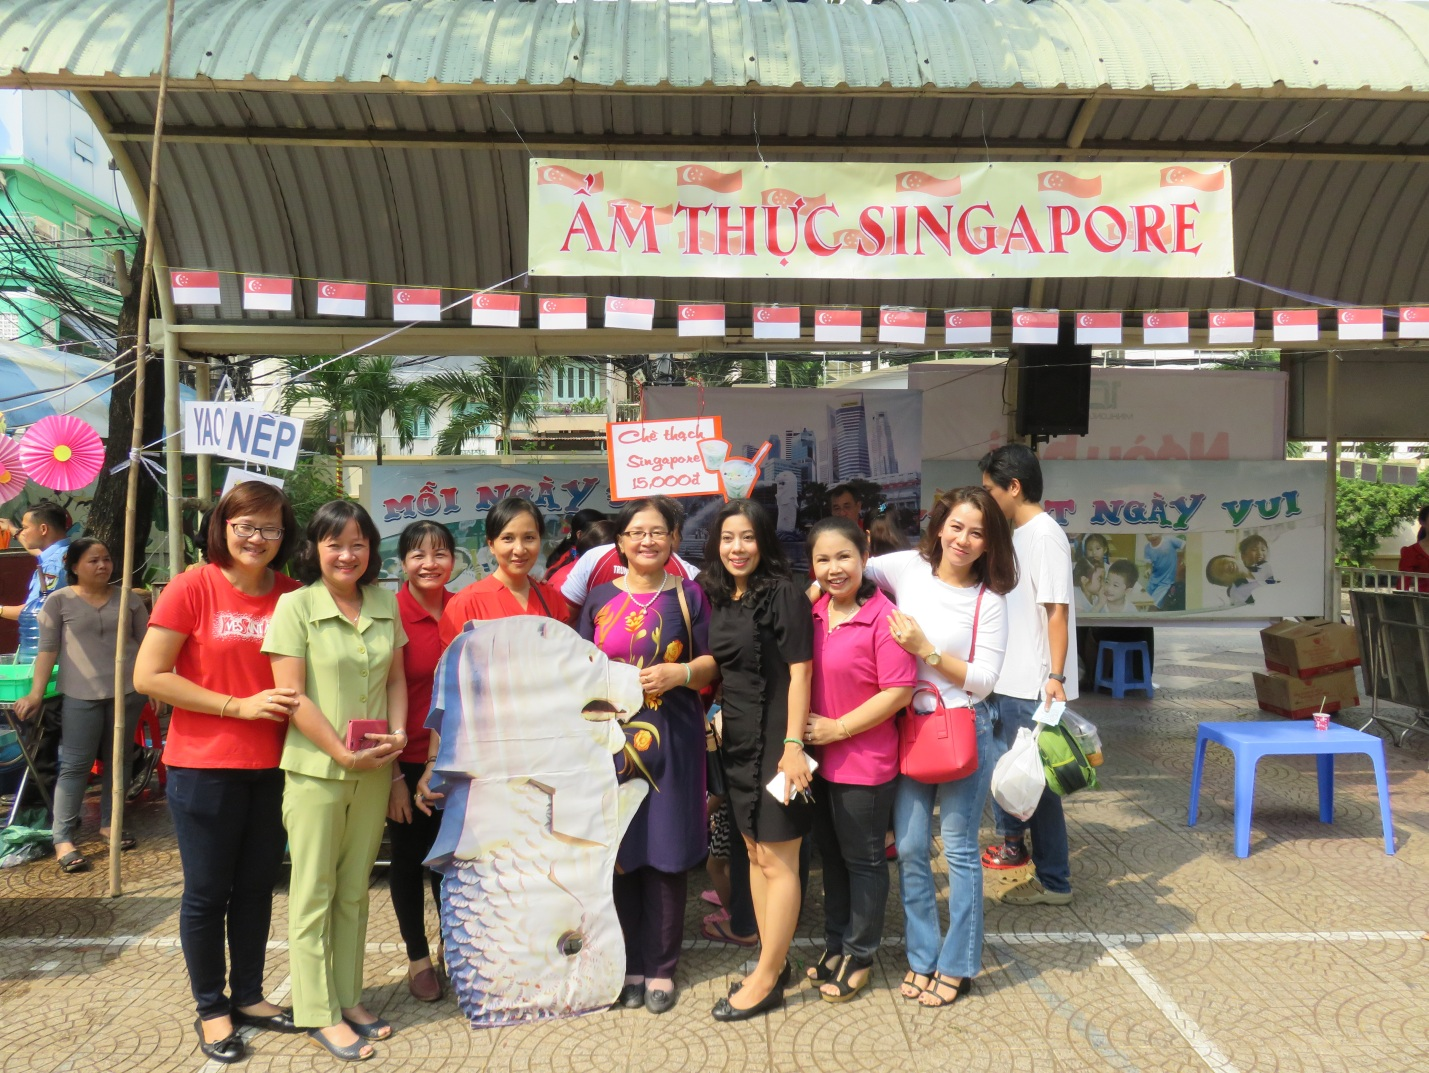 ẨM THỰC SINGAPORE
YAO
NẾP
Chè thạch
Singapore
15,000đ
MỖI NGÀY
NGÀY VUI